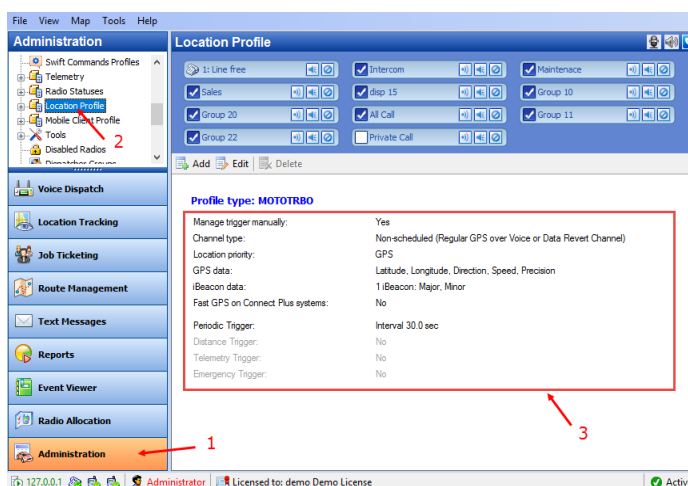 File View Map Tools Help
Administration
Location Profile
Swift Commands Profiles
Telemetry
Radio Statuses
Location Profile
Mobile Client Profile
Tools
Disabled Radios
Dispatcher Groups
2
1: Line free
Intercom
Maintenace
Sales
disp 15
Group 10
Group 20
All Call
Group 11
Group 22
Private Call
Add Edit Delete
Voice Dispatch
Location Tracking
Job Ticketing
Route Management
Text Messages
Reports
Event Viewer
Radio Allocation
Administration
1
Profile type: MOTOTRBO
Manage trigger manually: Yes
Channel type: Non-scheduled (Regular GPS over Voice or Data Revert Channel)
Location priority: GPS
GPS data: Latitude, Longitude, Direction, Speed, Precision
iBeacon data: 1 iBeacon: Major, Minor
Fast GPS on Connect Plus systems: No
Periodic Trigger: Interval 30.0 sec
Distance Trigger: No
Telemetry Trigger: No
Emergency Trigger: No
3
127.0.0.1 Administrator Licensed to: demo Demo License Activ